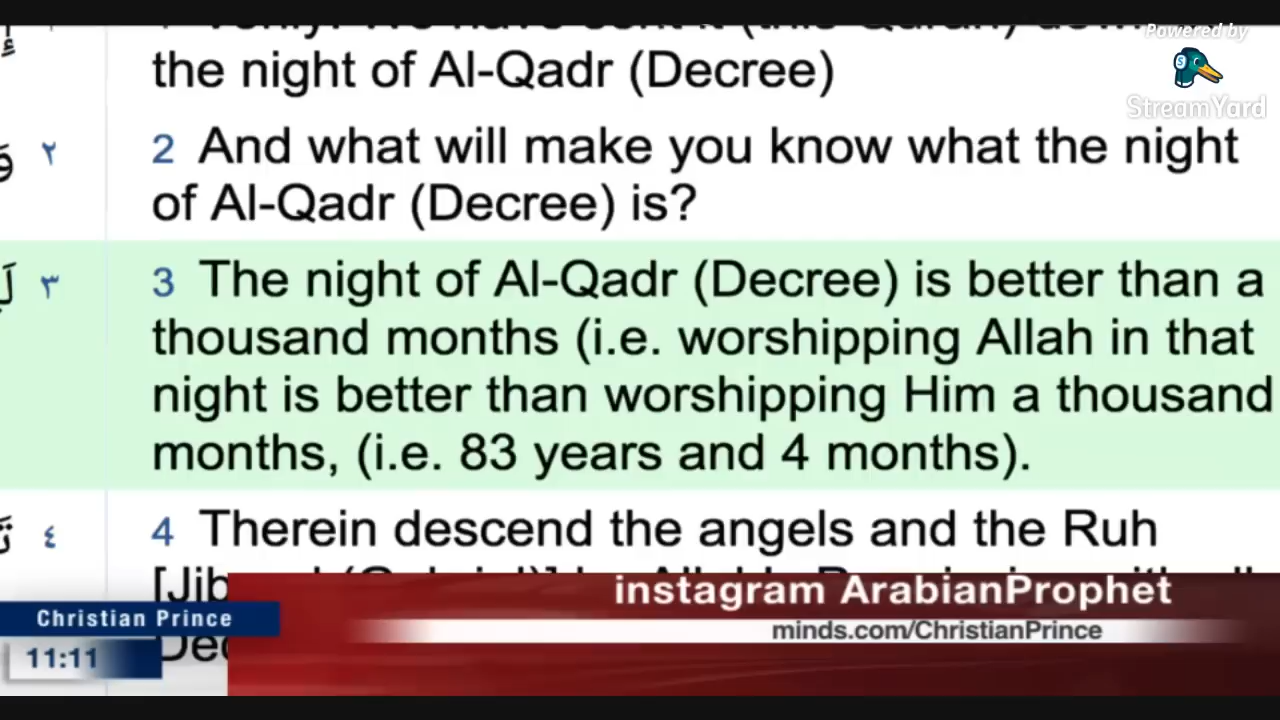 the night of Al-Qadr (Decree)
Powered by
StreamYard
٢
2 And what will make you know what the night
of Al-Qadr (Decree) is?
٣
3 The night of Al-Qadr (Decree) is better than a
thousand months (i.e. worshipping Allah in that
night is better than worshipping Him a thousand
months, (i.e. 83 years and 4 months).
٤
4 Therein descend the angels and the Ruh
instagram ArabianProphet
minds.com/ChristianPrince
Christian Prince
11:11